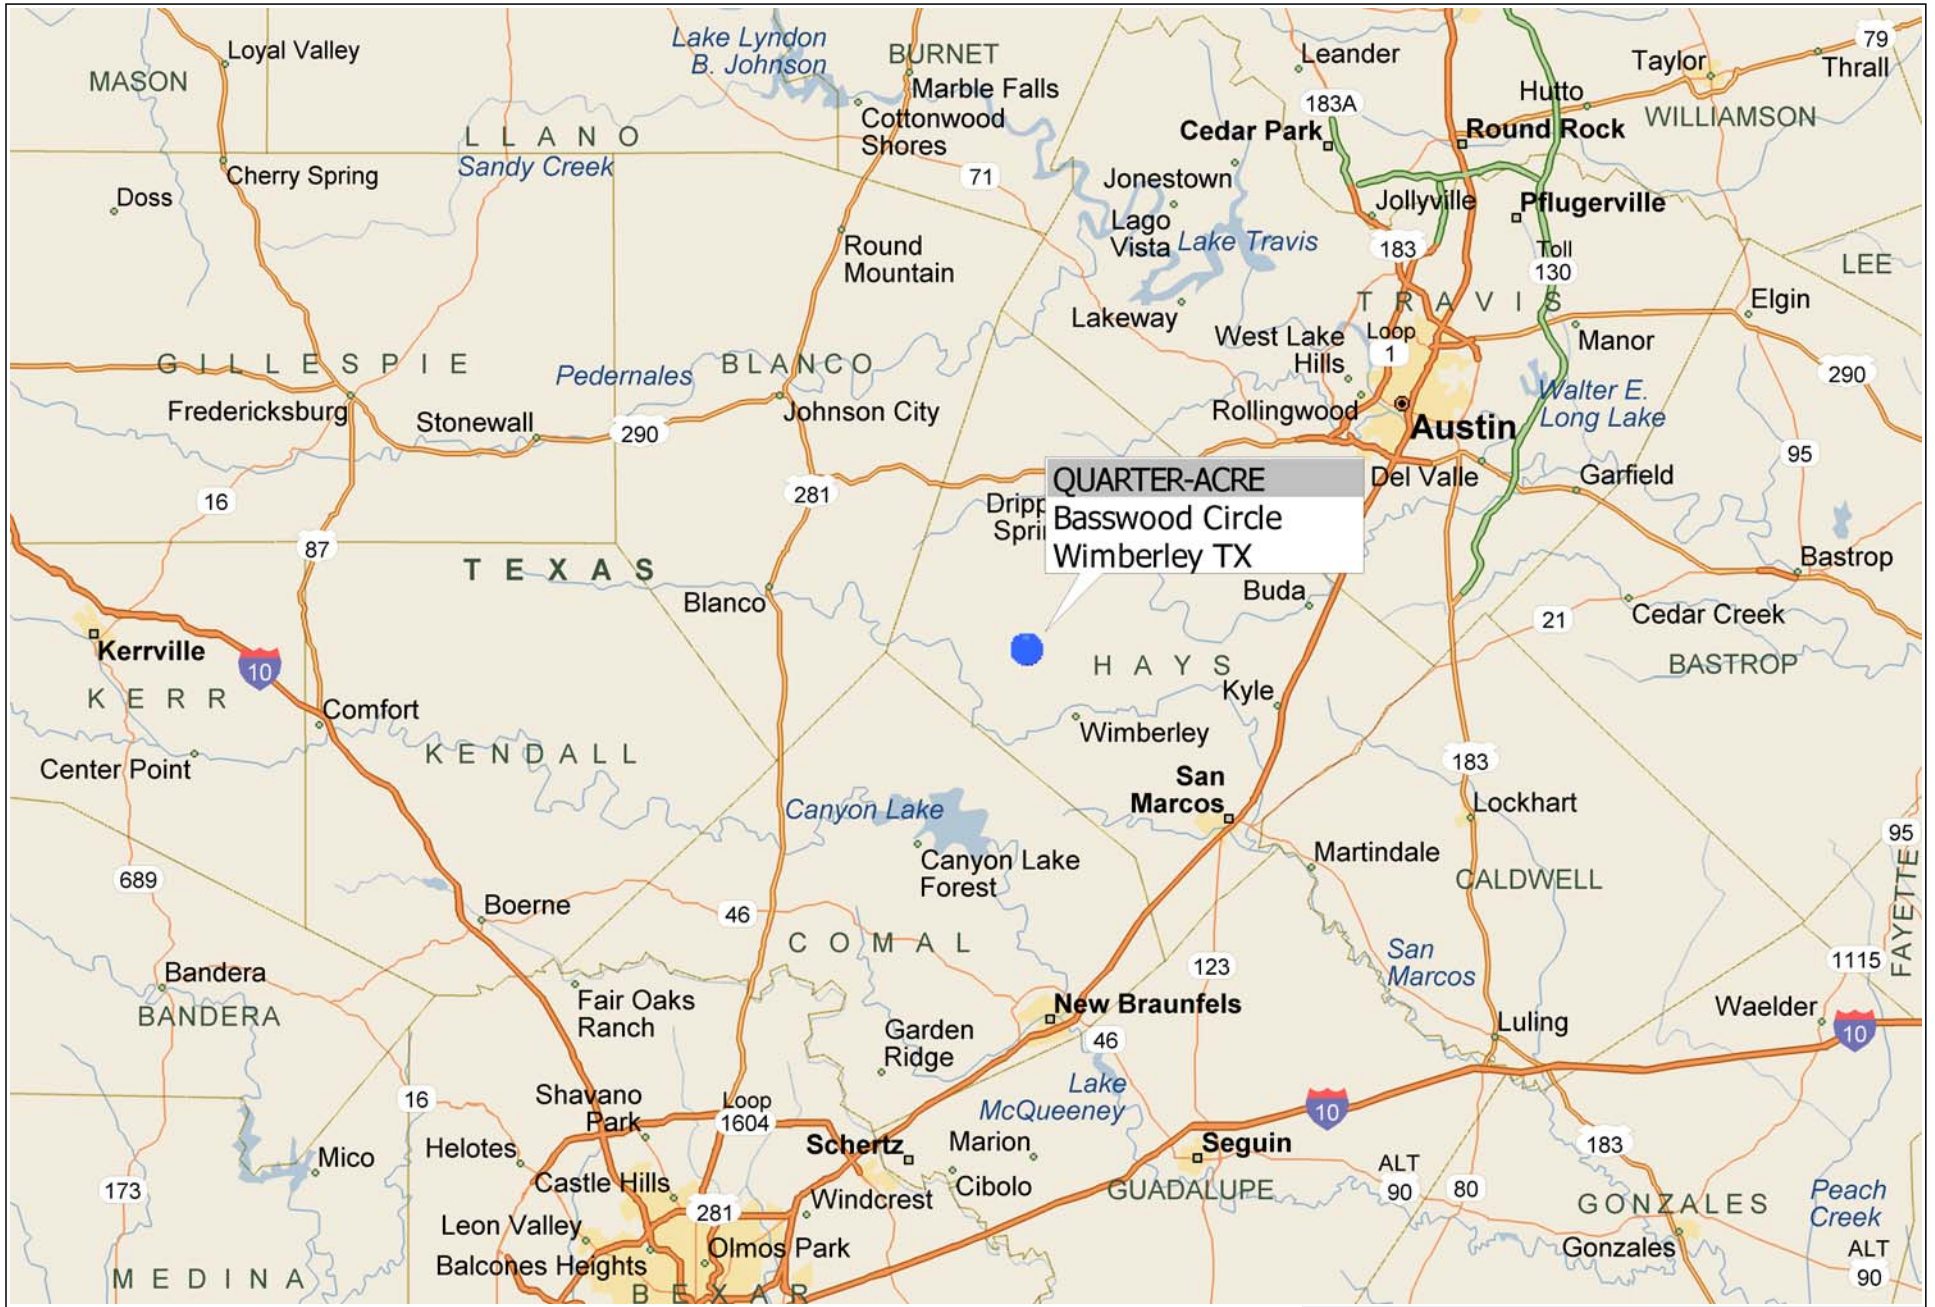 Loyal Valley
MASON
Lake Lyndon
B. Johnson
BURNET
Marble Falls
Cottonwood
Shores
Leander
183A
Taylor
79
Thrall
Hutto
WILLIAMSON
LLANO
Sandy Creek
Cedar Park
Round Rock
Cherry Spring
71
Doss
Jonestown
Lago
Vista
Lake Travis
Jollyville
Pflugerville
183
Toll
130
LEE
Round
Mountain
TRAVIS
Elgin
Lakeway
West Lake
Hills
Loop
1
Manor
290
GILLESPIE
Pedernales
BLANCO
Fredericksburg
Stonewall
290
Johnson City
Rollingwood
Austin
Walter E.
Long Lake
95
16
281
QUARTER-ACRE
Basswood Circle
Wimberley TX
Del Valle
Garfield
87
TEXAS
Blanco
Buda
Bastrop
21
Cedar Creek
BASTROP
Kerrville
10
KERR
HAYS
Kyle
Comfort
Wimberley
KENDALL
Center Point
San
Marcos
183
Canyon Lake
Lockhart
Canyon Lake
Forest
Martindale
CALDWELL
95
FAYETTE
689
Boerne
46
COMAL
San
Marcos
123
1115
Bandera
BANDERA
Fair Oaks
Ranch
New Braunfels
Garden
Ridge
46
Luling
Waelder
10
Lake
McQueeney
16
Shavano
Park
Loop
1604
10
Schertz
Marion
Seguin
183
Helotes
Mico
173
Castle Hills
Windcrest
Cibolo
GUADALUPE
ALT
90
80
GONZALES
Peach
Creek
Leon Valley
281
Balcones Heights
Olmos Park
Gonzales
ALT
90
MEDINA
BEXAR